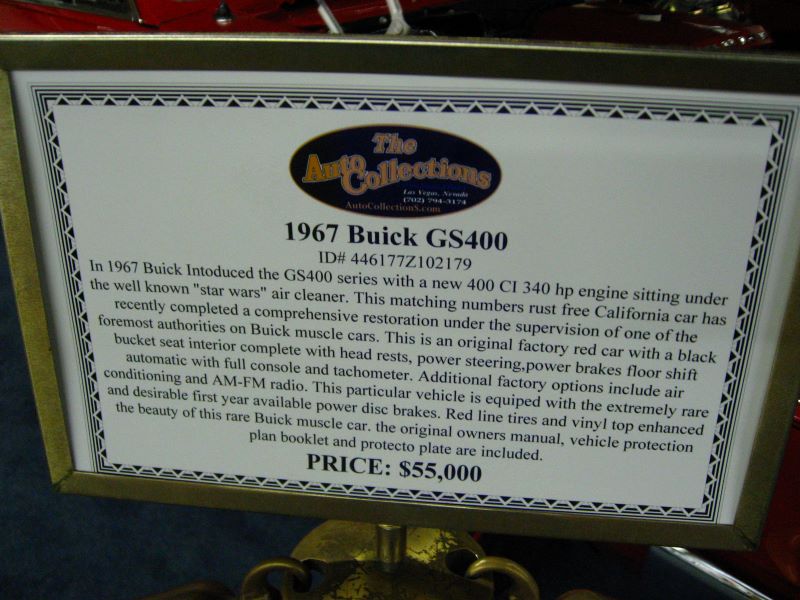 The
Auto Collections
Las Vegas, Nevada
(702) 794-3174
AutoCollectionS.com
1967 Buick GS400
ID# 446177Z102179
In 1967 Buick Intoduced the GS400 series with a new 400 CI 340 hp engine sitting under
the well known "star wars" air cleaner. This matching numbers rust free California car has
recently completed a comprehensive restoration under the supervision of one of the
foremost authorities on Buick muscle cars. This is an original factory red car with a black
bucket seat interior complete with head rests, power steering,power brakes floor shift
automatic with full console and tachometer. Additional factory options include air
conditioning and AM-FM radio. This particular vehicle is equiped with the extremely rare
and desirable first year available power disc brakes. Red line tires and vinyl top enhanced
the beauty of this rare Buick muscle car. the original owners manual, vehicle protection
plan booklet and protecto plate are included.
PRICE: $55,000